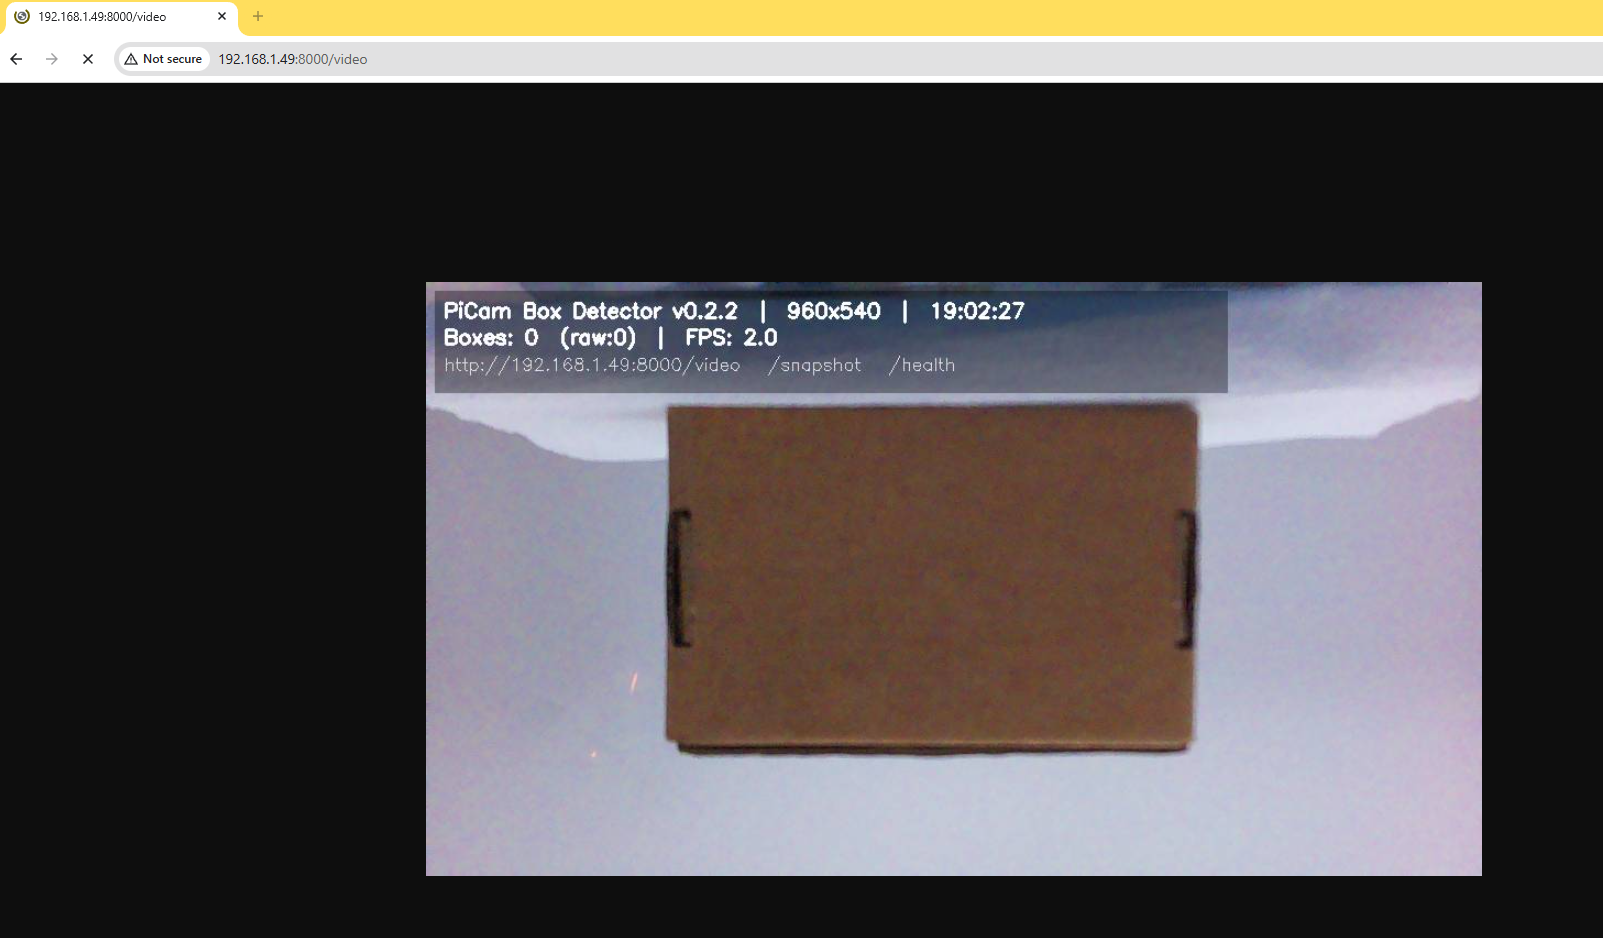 192.168.1.49:8000/video
Not secure 192.168.1.49:8000/video
PiCam Box Detector v0.2.2 | 960x540 | 19:02:27
Boxes: 0 (raw:0) | FPS: 2.0
http://192.168.1.49:8000/video /snapshot /health